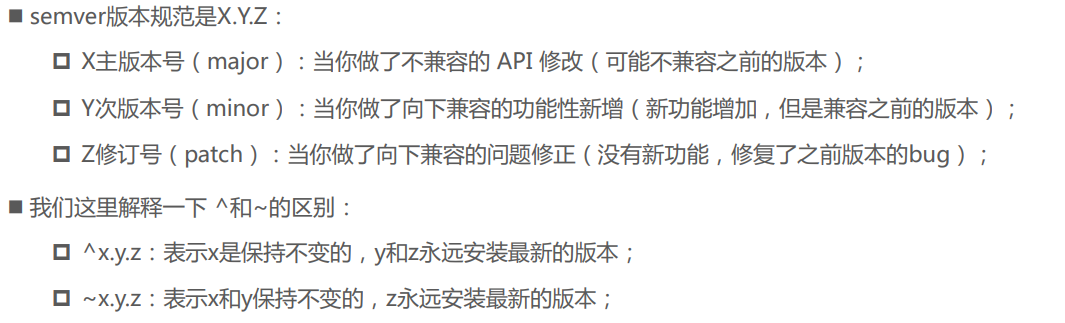 ■ semver版本规范是X.Y.Z：
X主版本号（major）：当你做了不兼容的 API 修改（可能不兼容之前的版本）；
Y次版本号（minor）：当你做了向下兼容的功能性新增（新功能增加，但是兼容之前的版本）；
Z修订号（patch）：当你做了向下兼容的问题修正（没有新功能，修复了之前版本的bug）；
■ 我们这里解释一下 ^和~的区别：
^x.y.z：表示x是保持不变的，y和z永远安装最新的版本；
~x.y.z：表示x和y保持不变的，z永远安装最新的版本；